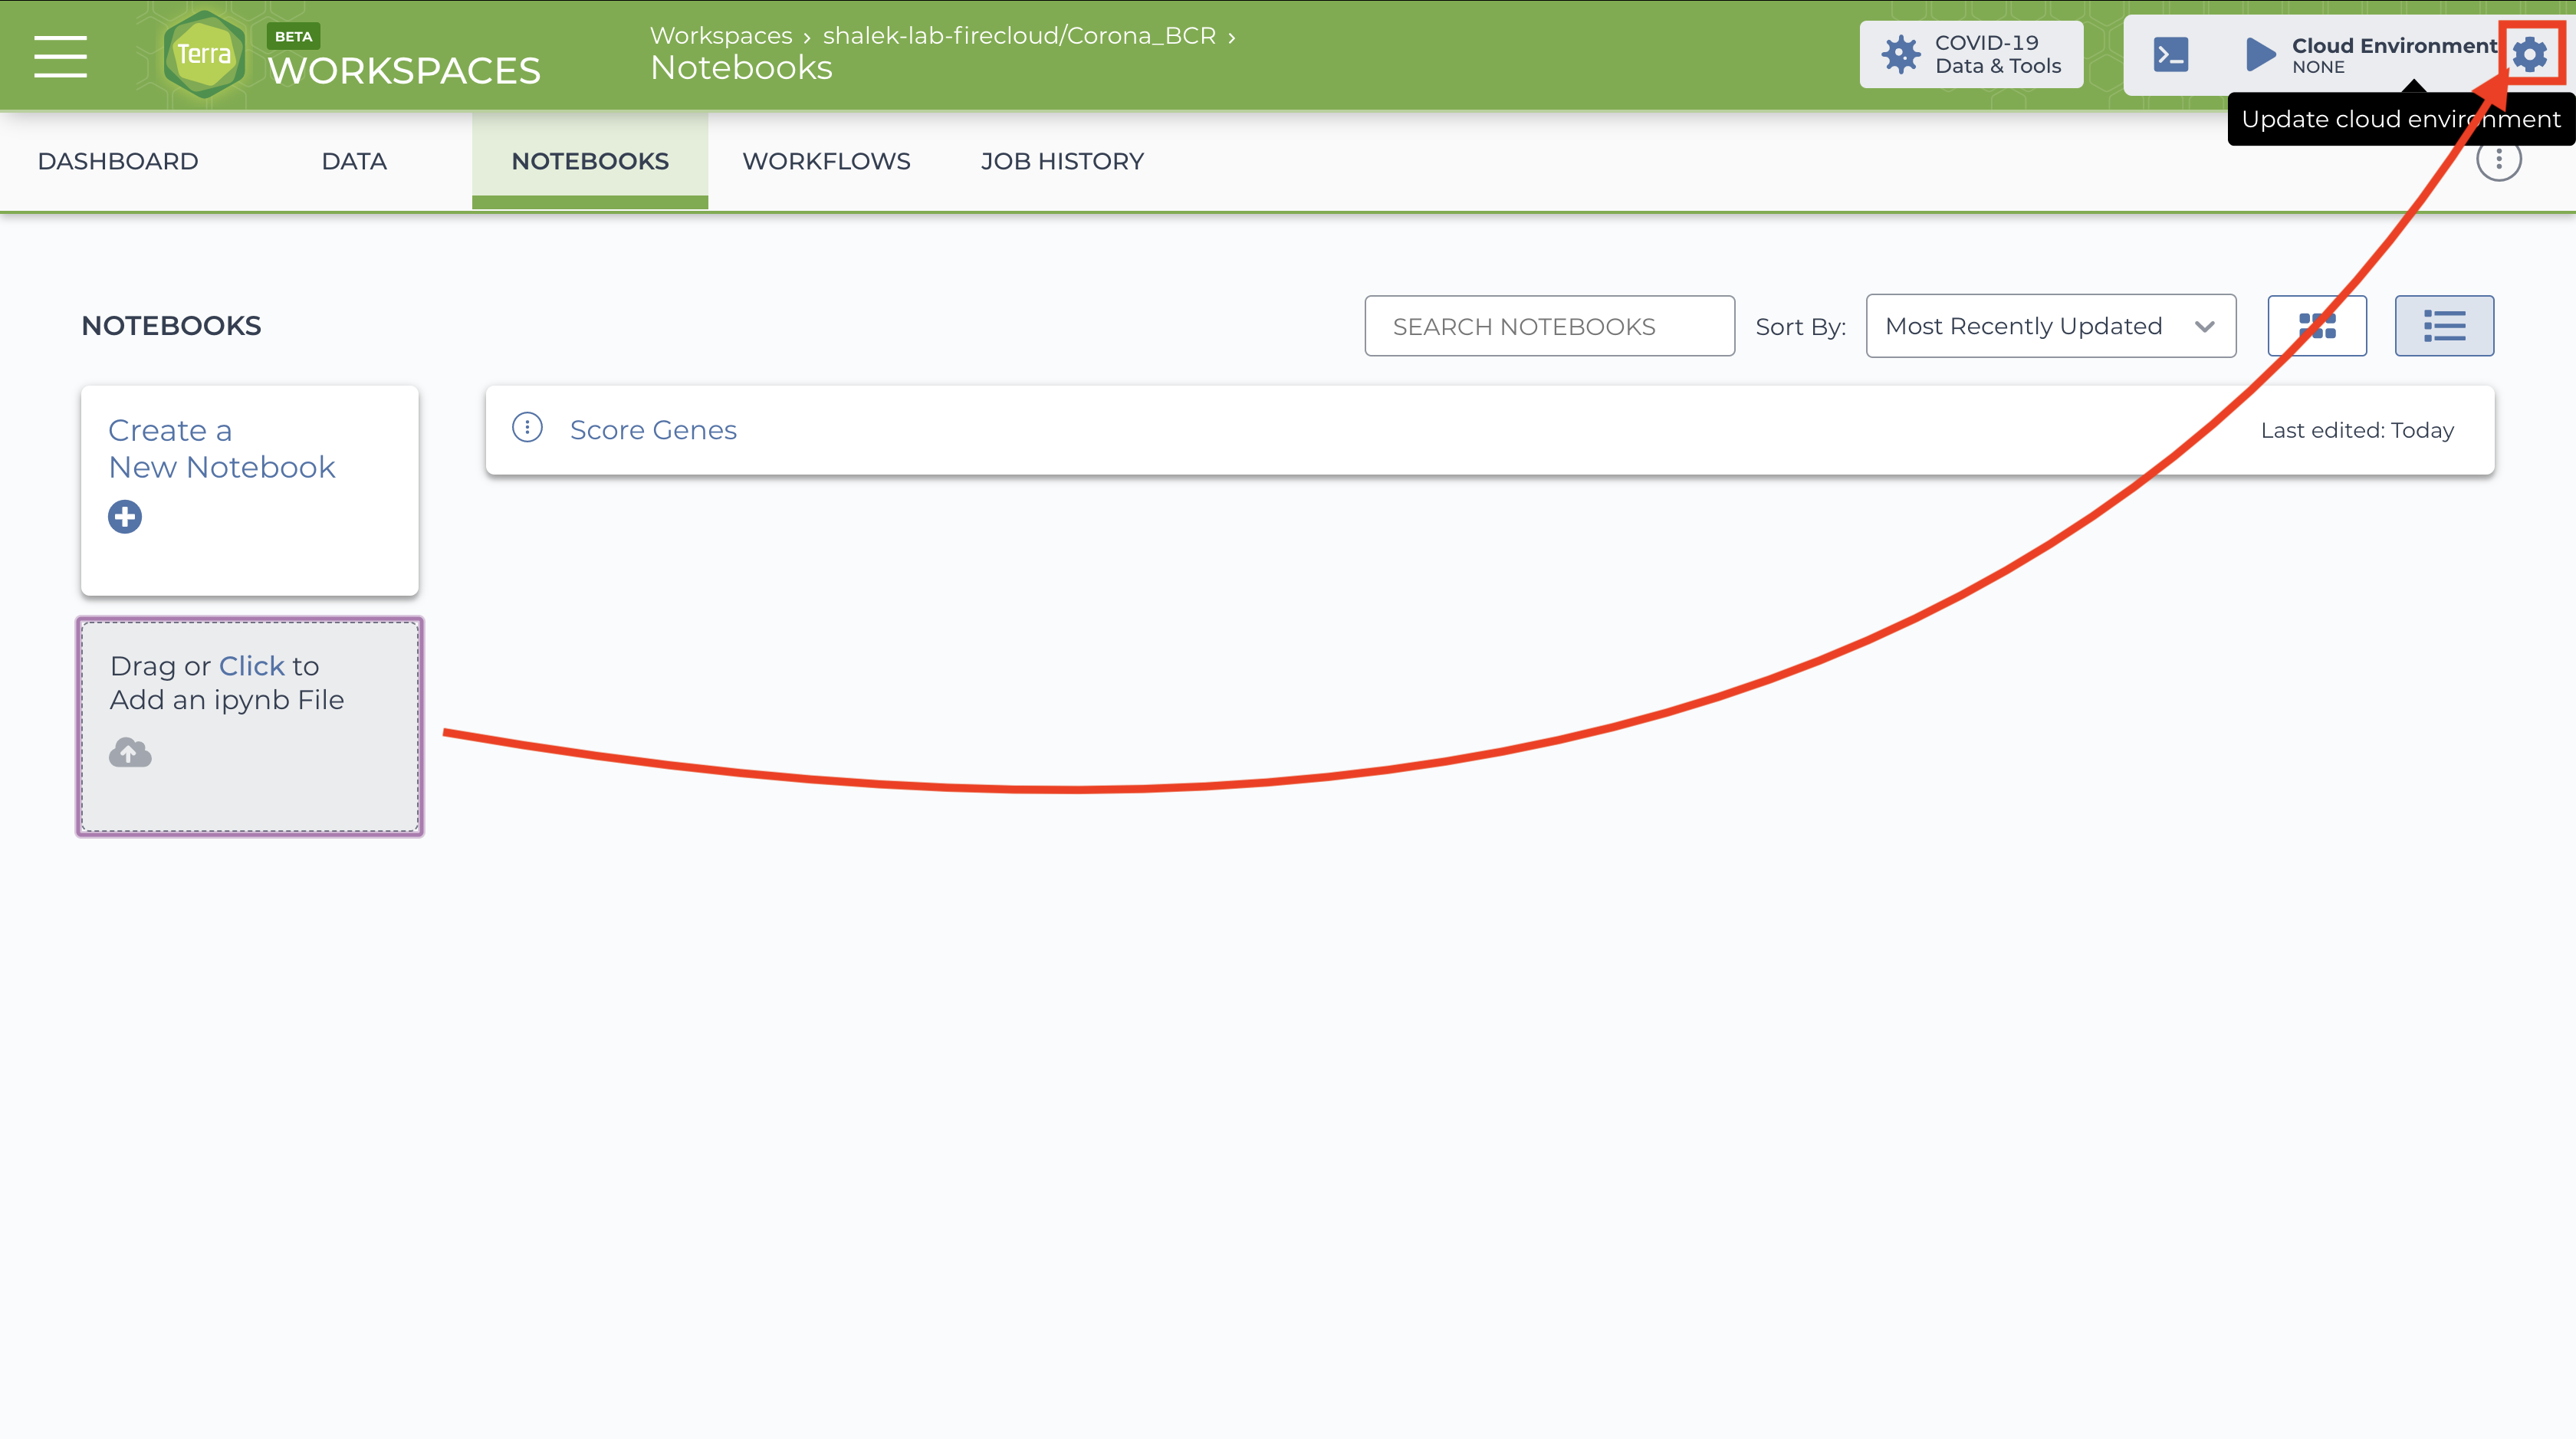 Terra
BETA
WORKSPACES
Workspaces › shalek-lab-firecloud/Corona_BCR ›
Notebooks
COVID-19
Data & Tools
Cloud Environment
NONE
Update cloud environment
DASHBOARD
DATA
NOTEBOOKS
WORKFLOWS
JOB HISTORY
NOTEBOOKS
SEARCH NOTEBOOKS
Sort By:
Most Recently Updated
Create a
New Notebook
Score Genes
Last edited: Today
Drag or Click to
Add an ipynb File